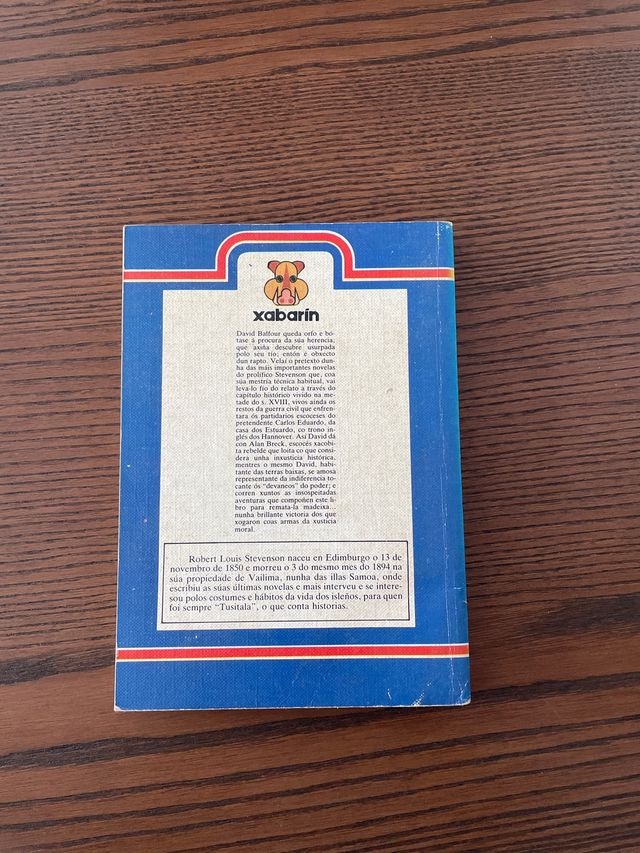 xabarín
David Balfour queda orfo e bó-
tase á procura da súa herencia,
que axiña descubre usurpada
polo seu tío; entón é obxecto
dun rapto. Velaí o pretexto dun-
ha das máis importantes novelas
do prolífico Stevenson que, coa
súa mestría técnica habitual, vai
leva-lo fío do relato a través do
capítulo histórico vivido na me-
tade do s. XVIII, vivos aínda os
restos da guerra civil que enfren-
tara ós partidarios escoceses do
pretendente Carlos Eduardo, da
casa dos Estuardo, co trono in-
glés dos Hannover. Así David dá
con Alan Breck, escocés xacobi-
ta rebelde que loita co que consi-
dera unha inxusticia histórica,
mentres o mesmo David, habi-
tante das terras baixas, se amosa
representante da indiferencia to-
cante ós "devaneos" do poder; e
corren xuntos as insospeitadas
aventuras que compoñen este li-
bro para remata-la madeixa...
nunha brillante victoria dos que
xogaron coas armas da xusticia
moral.
Robert Louis Stevenson naceu en Edimburgo o 13 de
novembro de 1850 e morreu o 3 do mesmo mes do 1894 na
súa propiedade de Vailima, nunha das illas Samoa, onde
escribiu as súas últimas novelas e mais interveu e se intere-
sou polos costumes e hábitos da vida dos isleños, para quen
foi sempre "Tusitala", o que conta historias.